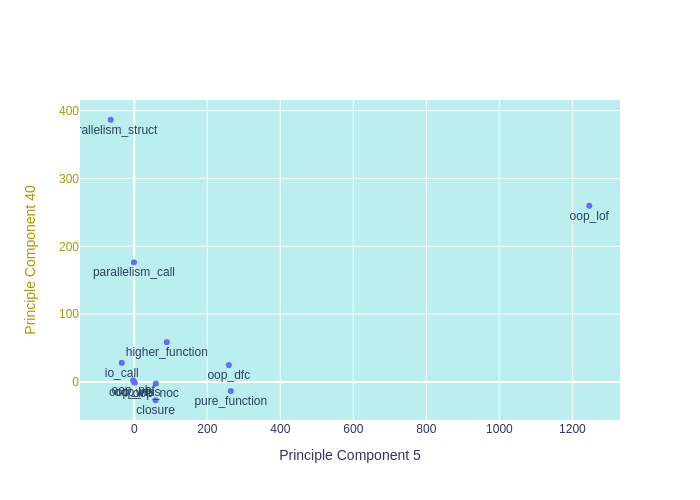 400
rallelism_struct
300
oop_lof
200
parallelism_call
100
higher_function
io_call
oop_dfc
0
noc
pure_function
closure
0
200
400
600
800
1000
1200
Principle Component 5
Principle Component 40